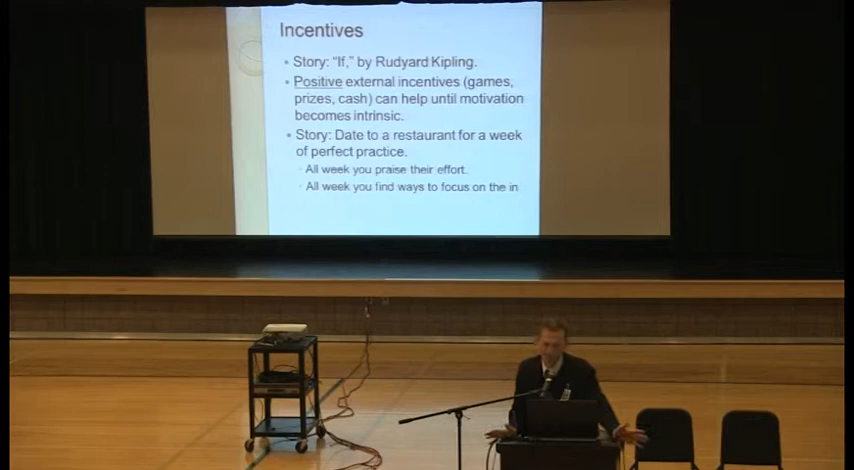 Incentives
• Story: "If," by Rudyard Kipling.
• Positive external incentives (games,
prizes, cash) can help until motivation
becomes intrinsic.
• Story: Date to a restaurant for a week
of perfect practice.
◦ All week you praise their effort.
◦ All week you find ways to focus on the in